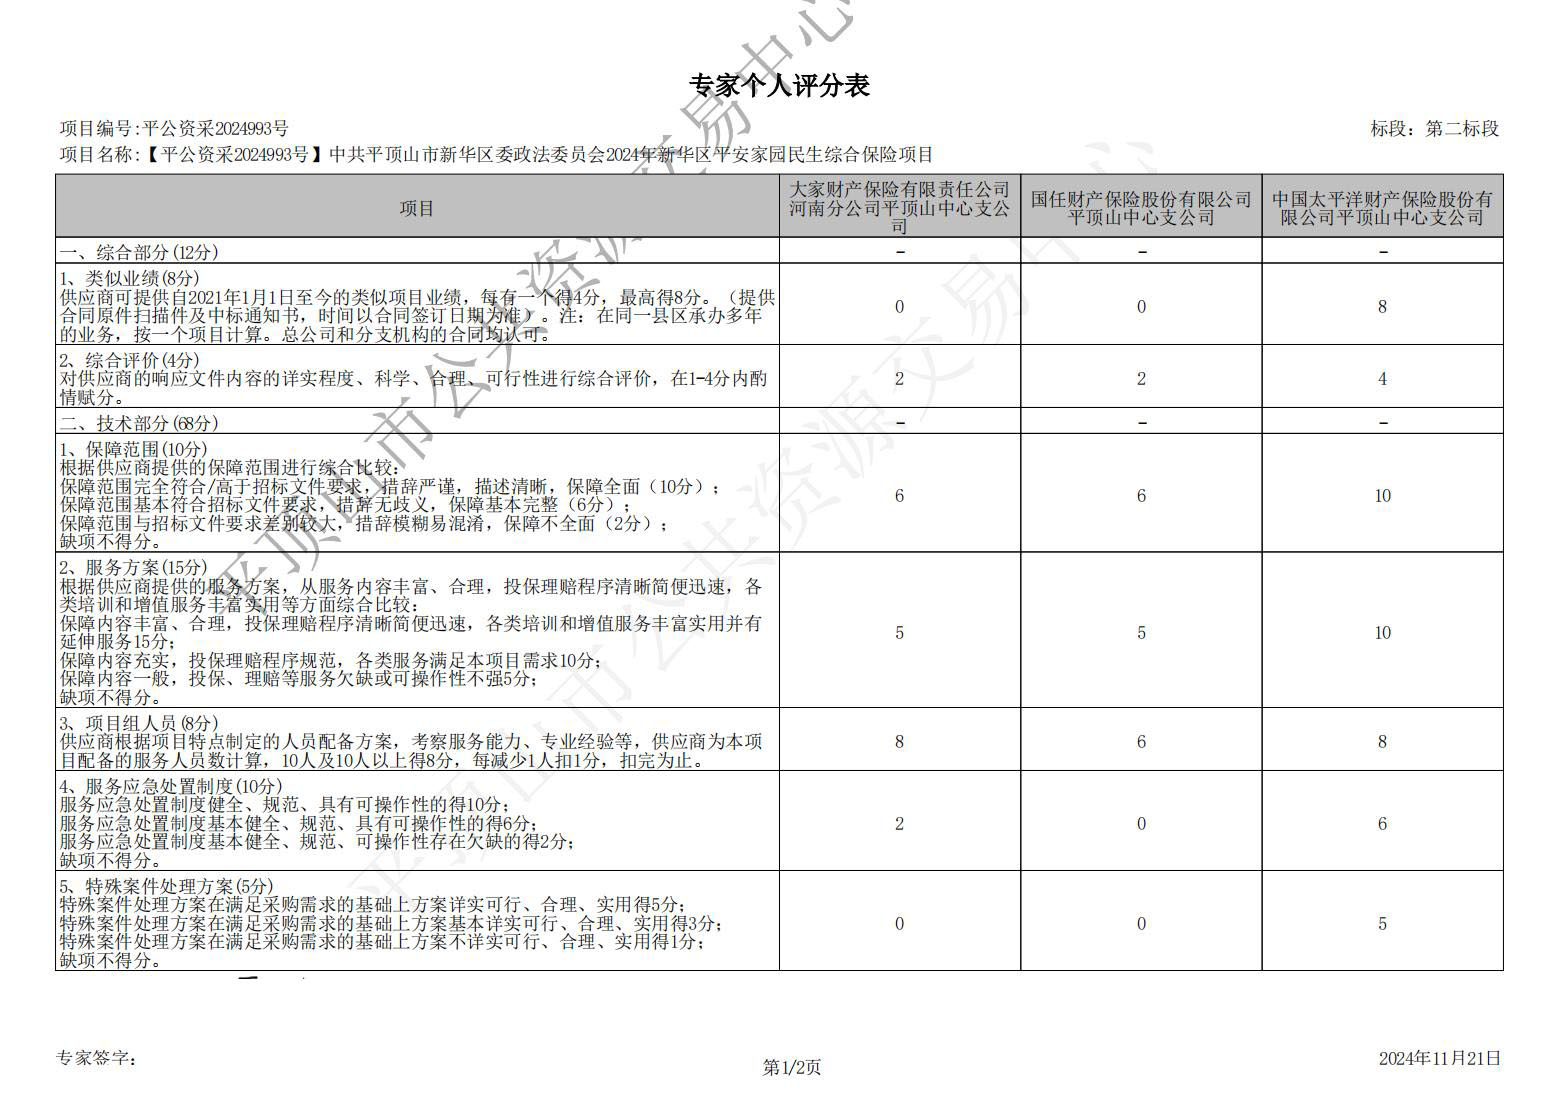 专家个人评分表
项目编号:平公资采2024993号
标段：第二标段
项目名称:【平公资采2024993号】中共平顶山市新华区委政法委员会2024年新华区平安家园民生综合保险项目
项目
大家财产保险有限责任公司
河南分公司平顶山中心支公
司
国任财产保险股份有限公司
平顶山中心支公司
中国太平洋财产保险股份有
限公司平顶山中心支公司
一、综合部分(12分)
-
-
-
1、类似业绩(8分)
供应商可提供自2021年1月1日至今的类似项目业绩，每有一个得4分，最高得8分。（提供
合同原件扫描件及中标通知书，时间以合同签订日期为准）。注：在同一县区承办多年
的业务，按一个项目计算。总公司和分支机构的合同均认可。
0
0
8
2、综合评价(4分)
对供应商的响应文件内容的详实程度、科学、合理、可行性进行综合评价，在1-4分内酌
情赋分。
2
2
4
二、技术部分(68分)
-
-
-
1、保障范围(10分)
根据供应商提供的保障范围进行综合比较：
保障范围完全符合/高于招标文件要求，措辞严谨，描述清晰，保障全面（10分）；
保障范围基本符合招标文件要求，措辞无歧义，保障基本完整（6分）；
保障范围与招标文件要求差别较大，措辞模糊易混淆，保障不全面（2分）；
缺项不得分。
6
6
10
2、服务方案(15分)
根据供应商提供的服务方案，从服务内容丰富、合理，投保理赔程序清晰简便迅速，各
类培训和增值服务丰富实用等方面综合比较：
保障内容丰富、合理，投保理赔程序清晰简便迅速，各类培训和增值服务丰富实用并有
延伸服务15分；
保障内容充实，投保理赔程序规范，各类服务满足本项目需求10分；
保障内容一般，投保、理赔等服务欠缺或可操作性不强5分；
缺项不得分。
5
5
10
3、项目组人员(8分)
供应商根据项目特点制定的人员配备方案，考察服务能力、专业经验等，供应商为本项
目配备的服务人员数计算，10人及10人以上得8分，每减少1人扣1分，扣完为止。
8
6
8
4、服务应急处置制度(10分)
服务应急处置制度健全、规范、具有可操作性的得10分；
服务应急处置制度基本健全、规范、具有可操作性的得6分；
服务应急处置制度基本健全、规范、可操作性存在欠缺的得2分；
缺项不得分。
2
0
6
5、特殊案件处理方案(5分)
特殊案件处理方案在满足采购需求的基础上方案详实可行、合理、实用得5分；
特殊案件处理方案在满足采购需求的基础上方案基本详实可行、合理、实用得3分；
特殊案件处理方案在满足采购需求的基础上方案不详实可行、合理、实用得1分；
缺项不得分。
0
0
5
专家签字：
第1/2页
2024年11月21日
平顶山市公共资源交易中心
平顶山市公共资源交易中心